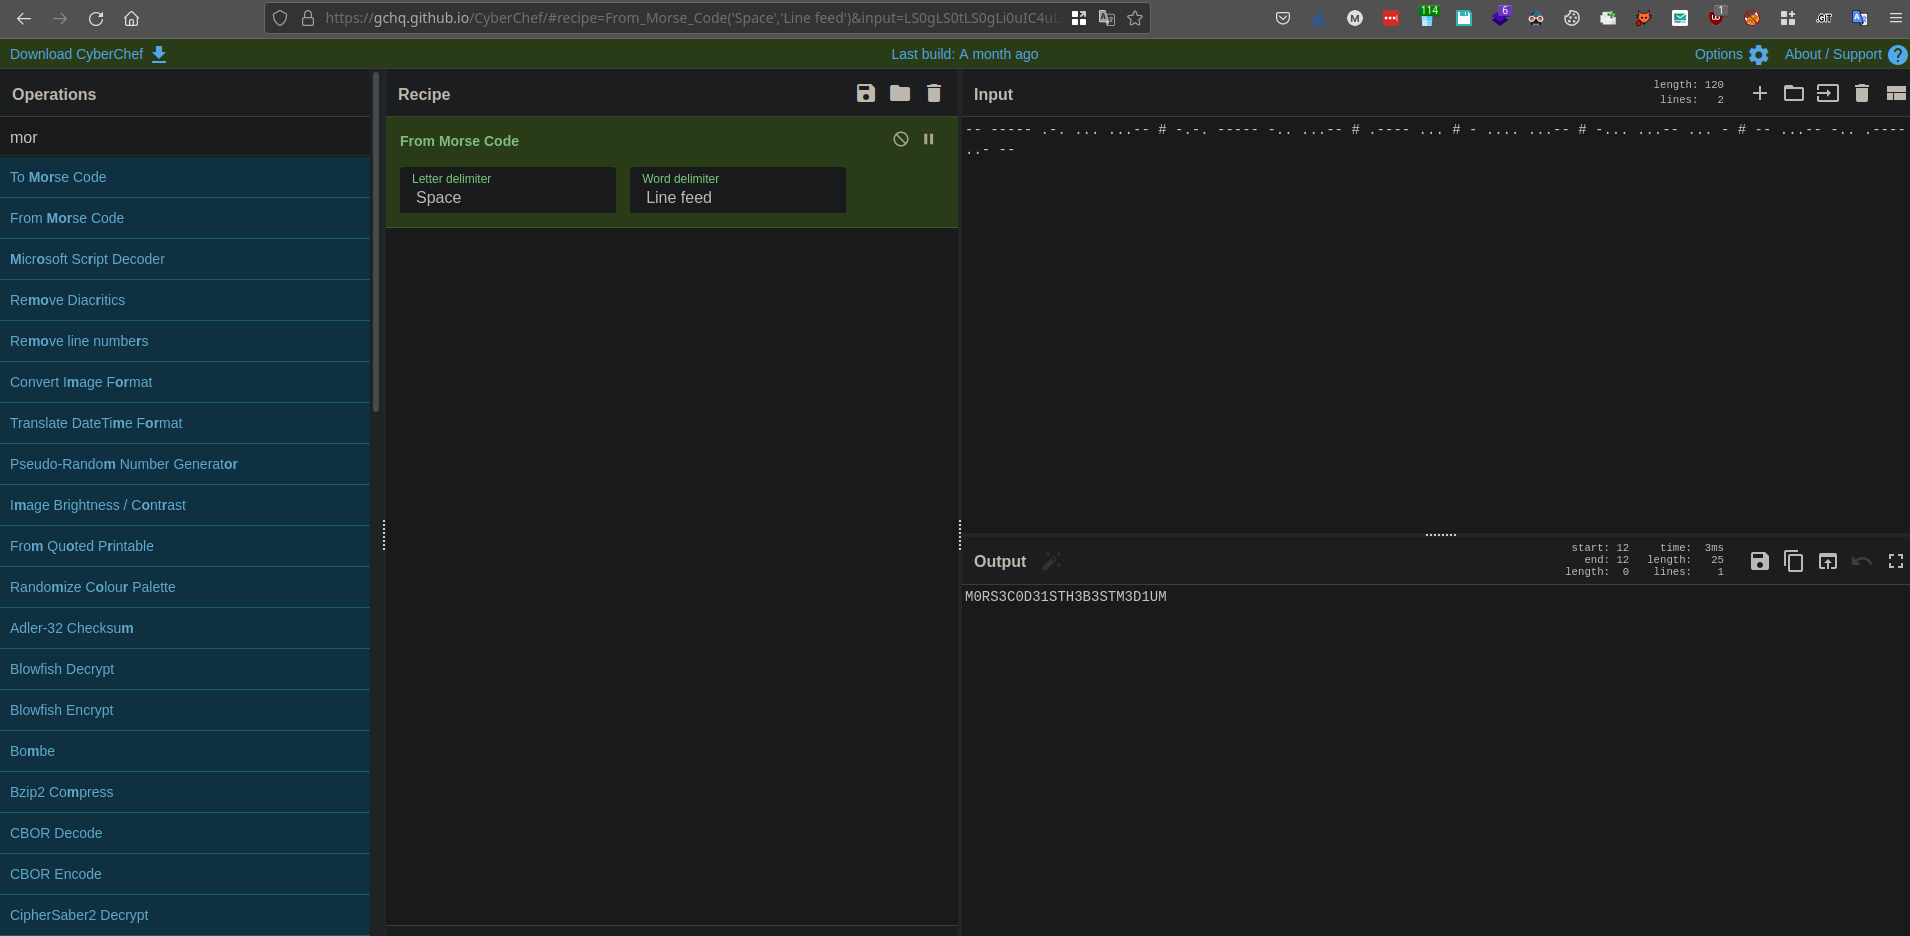 https://gchq.github.io/CyberChef/#recipe=From_Morse_Code('Space','Line feed')&input=LS0gLS0tLS0gLi0uIC4u
114
6
1
.GIT
Download CyberChef
Last build: A month ago
Options
About / Support
Operations
mor
To Morse Code
From Morse Code
Microsoft Script Decoder
Remove Diacritics
Remove line numbers
Convert Image Format
Translate DateTime Format
Pseudo-Random Number Generator
Image Brightness / Contrast
From Quoted Printable
Randomize Colour Palette
Adler-32 Checksum
Blowfish Decrypt
Blowfish Encrypt
Bombe
Bzip2 Compress
CBOR Decode
CBOR Encode
CipherSaber2 Decrypt
Recipe
From Morse Code
Letter delimiter
Space
Word delimiter
Line feed
Input
length: 120
lines: 2
-- ----- .-. ... ...-- # -.-. ----- -.. ...-- # .---- ... # - .... ...-- # -... ...-- ... - # -- ...-- -.. .----
..- --
Output
start: 12 time: 3ms
end: 12 length: 25
length: 0 lines: 1
M0RS3C0D31STH3B3STM3D1UM